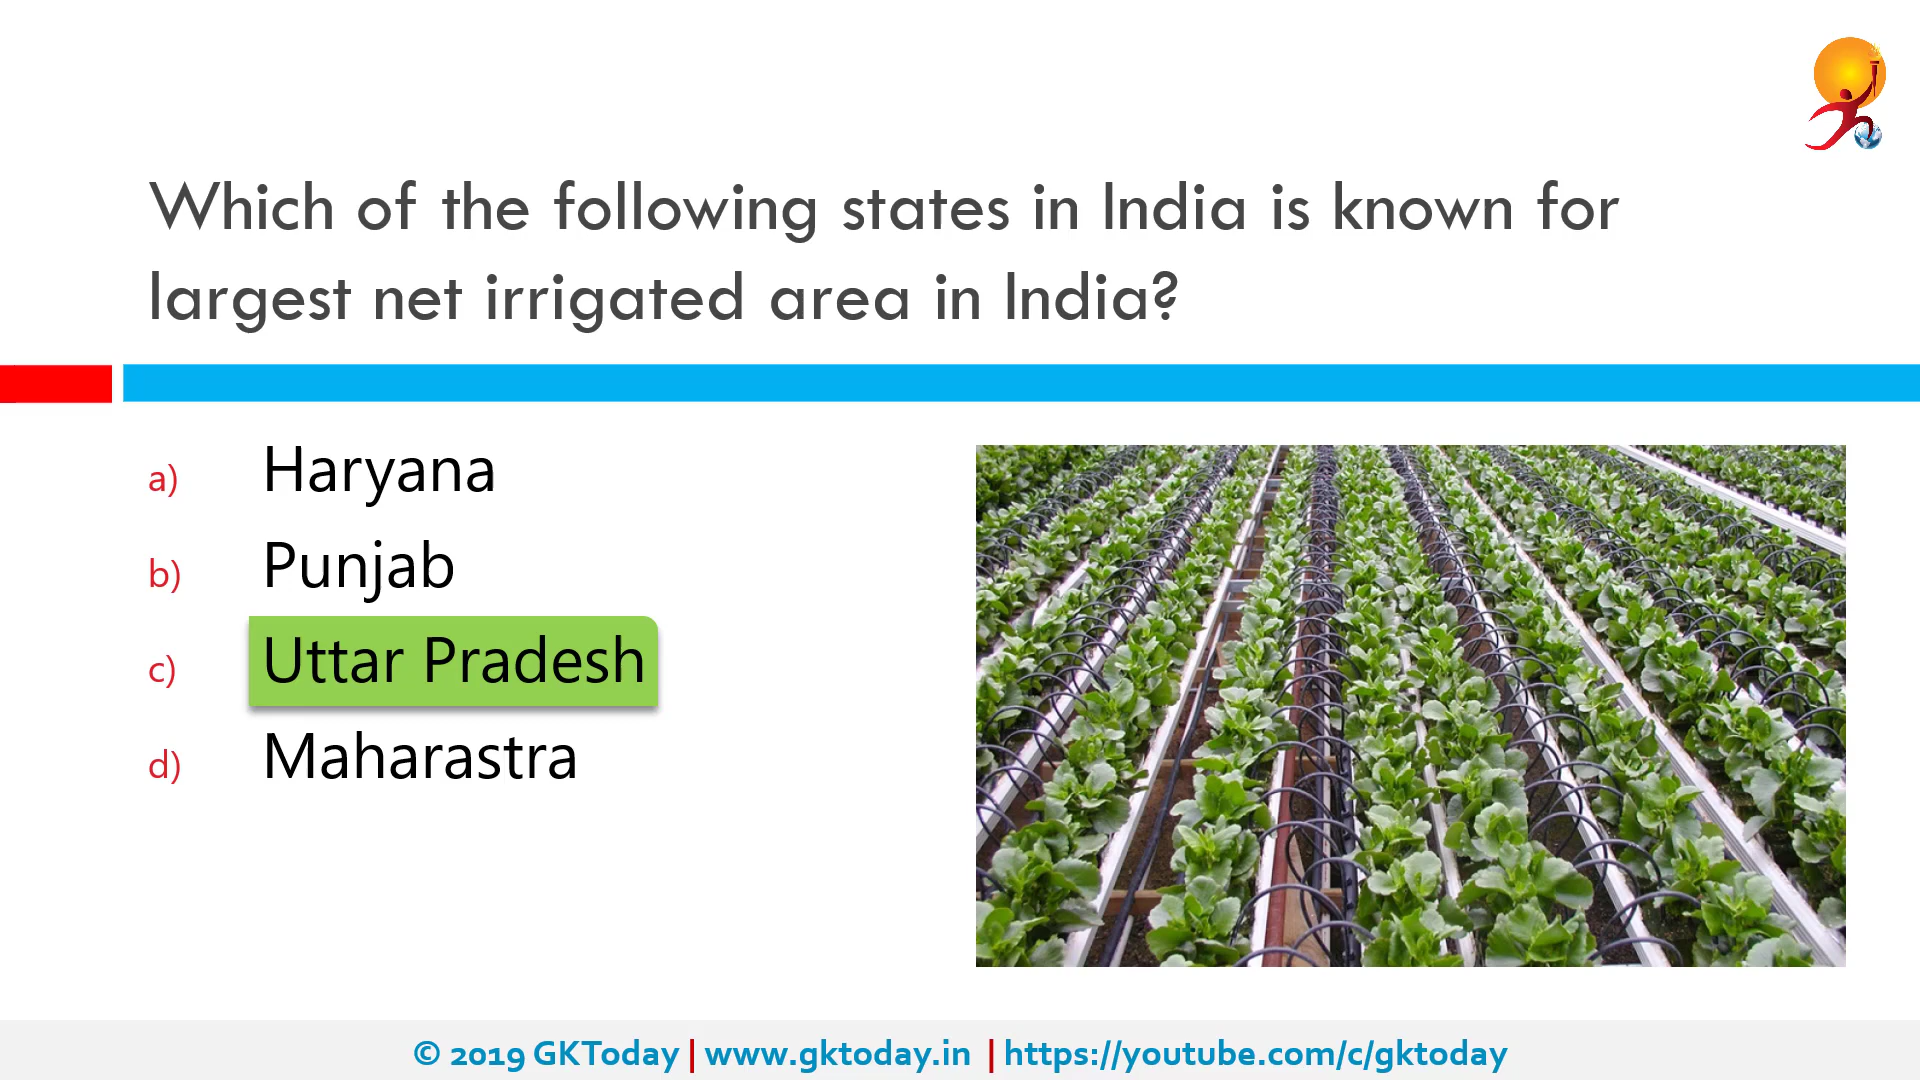 Which of the following states in India is known for
largest net irrigated area in India?
a) Haryana
b) Punjab
c) Uttar Pradesh
d) Maharastra
© 2019 GKToday | www.gktoday.in | https://youtube.com/c/gktoday